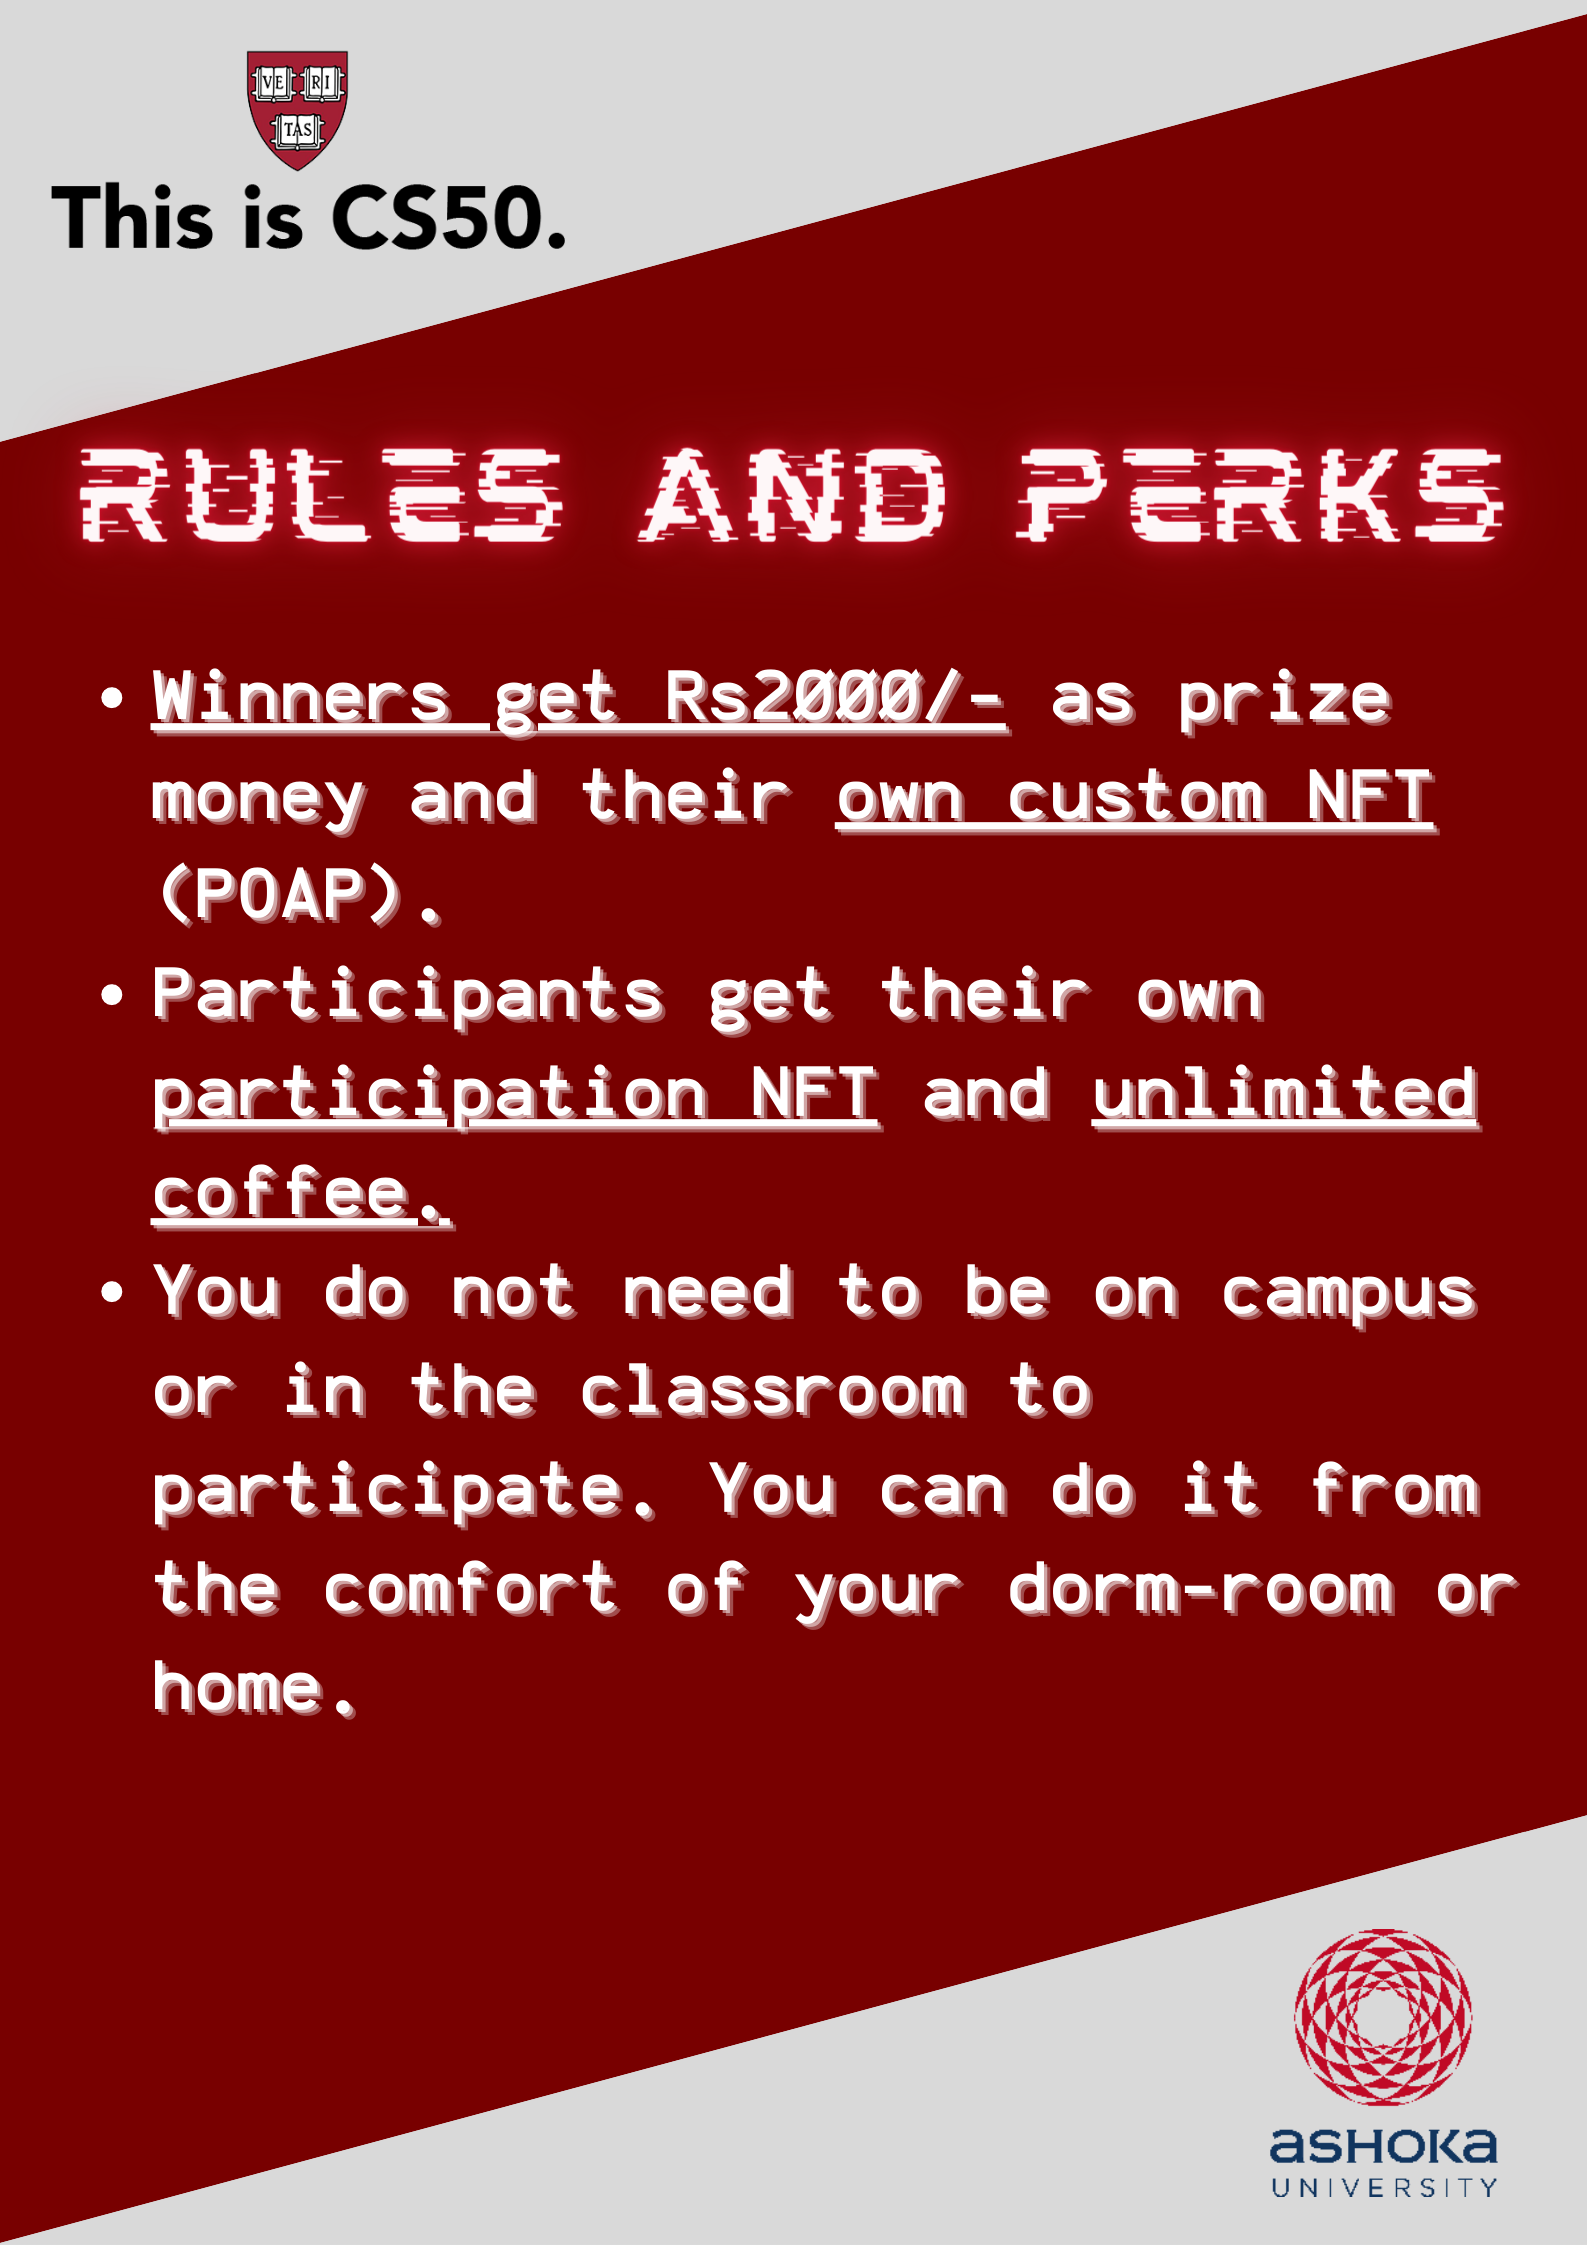 VE RI
TAS
This is CS50.
RULES AND PERKS
• Winners get Rs2000/- as prize
money and their own custom NFT
(POAP).
• Participants get their own
participation NFT and unlimited
coffee.
• You do not need to be on campus
or in the classroom to
participate. You can do it from
the comfort of your dorm-room or
home.
ASHOKA
UNIVERSITY